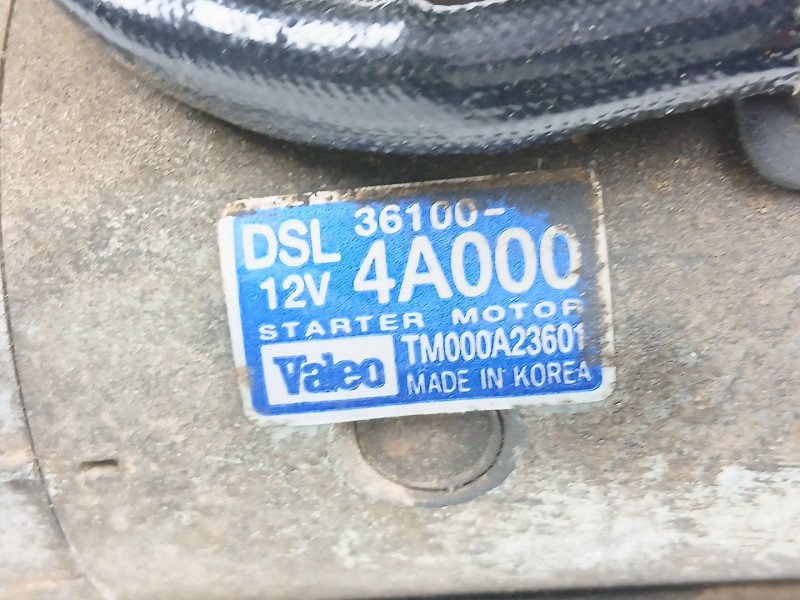 DSL 36100-
12V 4A000
STARTER MOTOR
Valeo TM000A23601
MADE IN KOREA